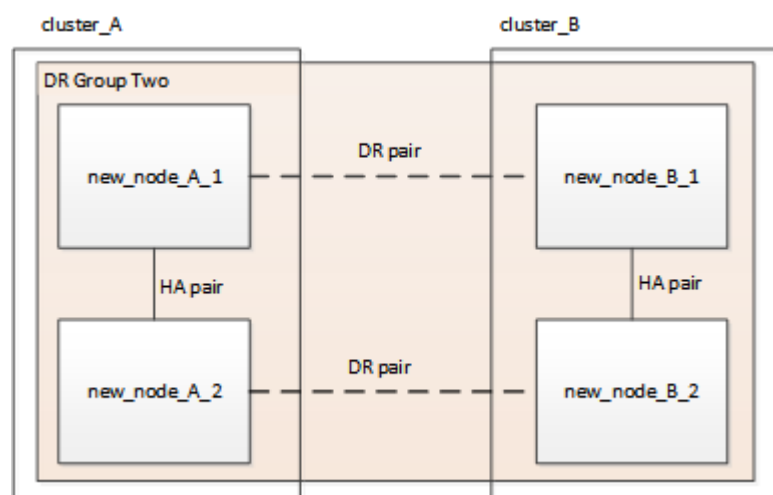 cluster_A
cluster_B
DR Group Two
new_node_A_1
DR pair
new_node_B_1
HA pair
HA pair
new_node_A_2
DR pair
new_node_B_2